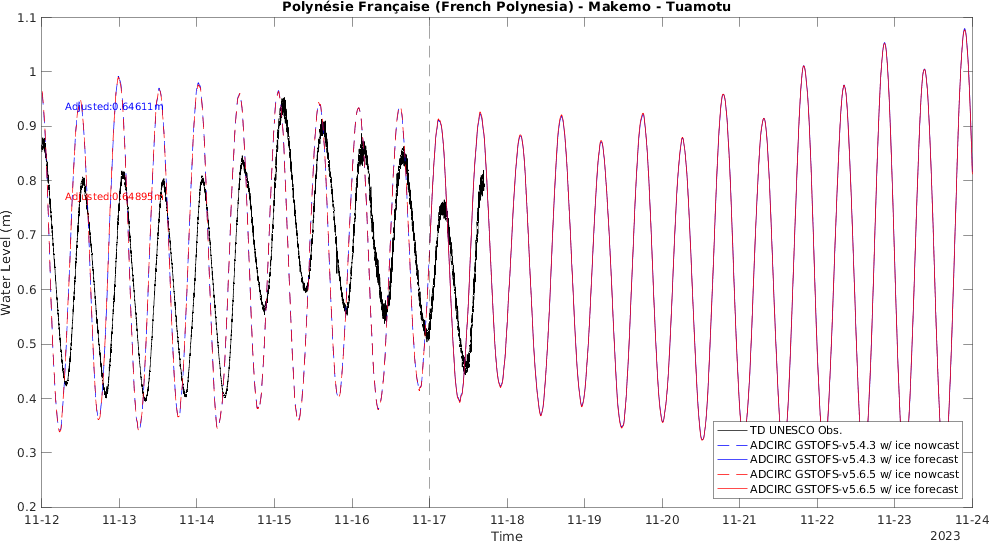 Polynésie Française (French Polynesia) - Makemo - Tuamotu
Water Level (m)
1.1
1
0.9
0.8
0.7
0.6
0.5
0.4
0.3
0.2
Adjusted:0.64611m
Adjusted:0.64895m
TD UNESCO Obs.
ADCIRC GSTOFS-v5.4.3 w/ ice nowcast
ADCIRC GSTOFS-v5.4.3 w/ ice forecast
ADCIRC GSTOFS-v5.6.5 w/ ice nowcast
ADCIRC GSTOFS-v5.6.5 w/ ice forecast
11-12 11-13 11-14 11-15 11-16 11-17 11-18 11-19 11-20 11-21 11-22 11-23 11-24
Time
2023